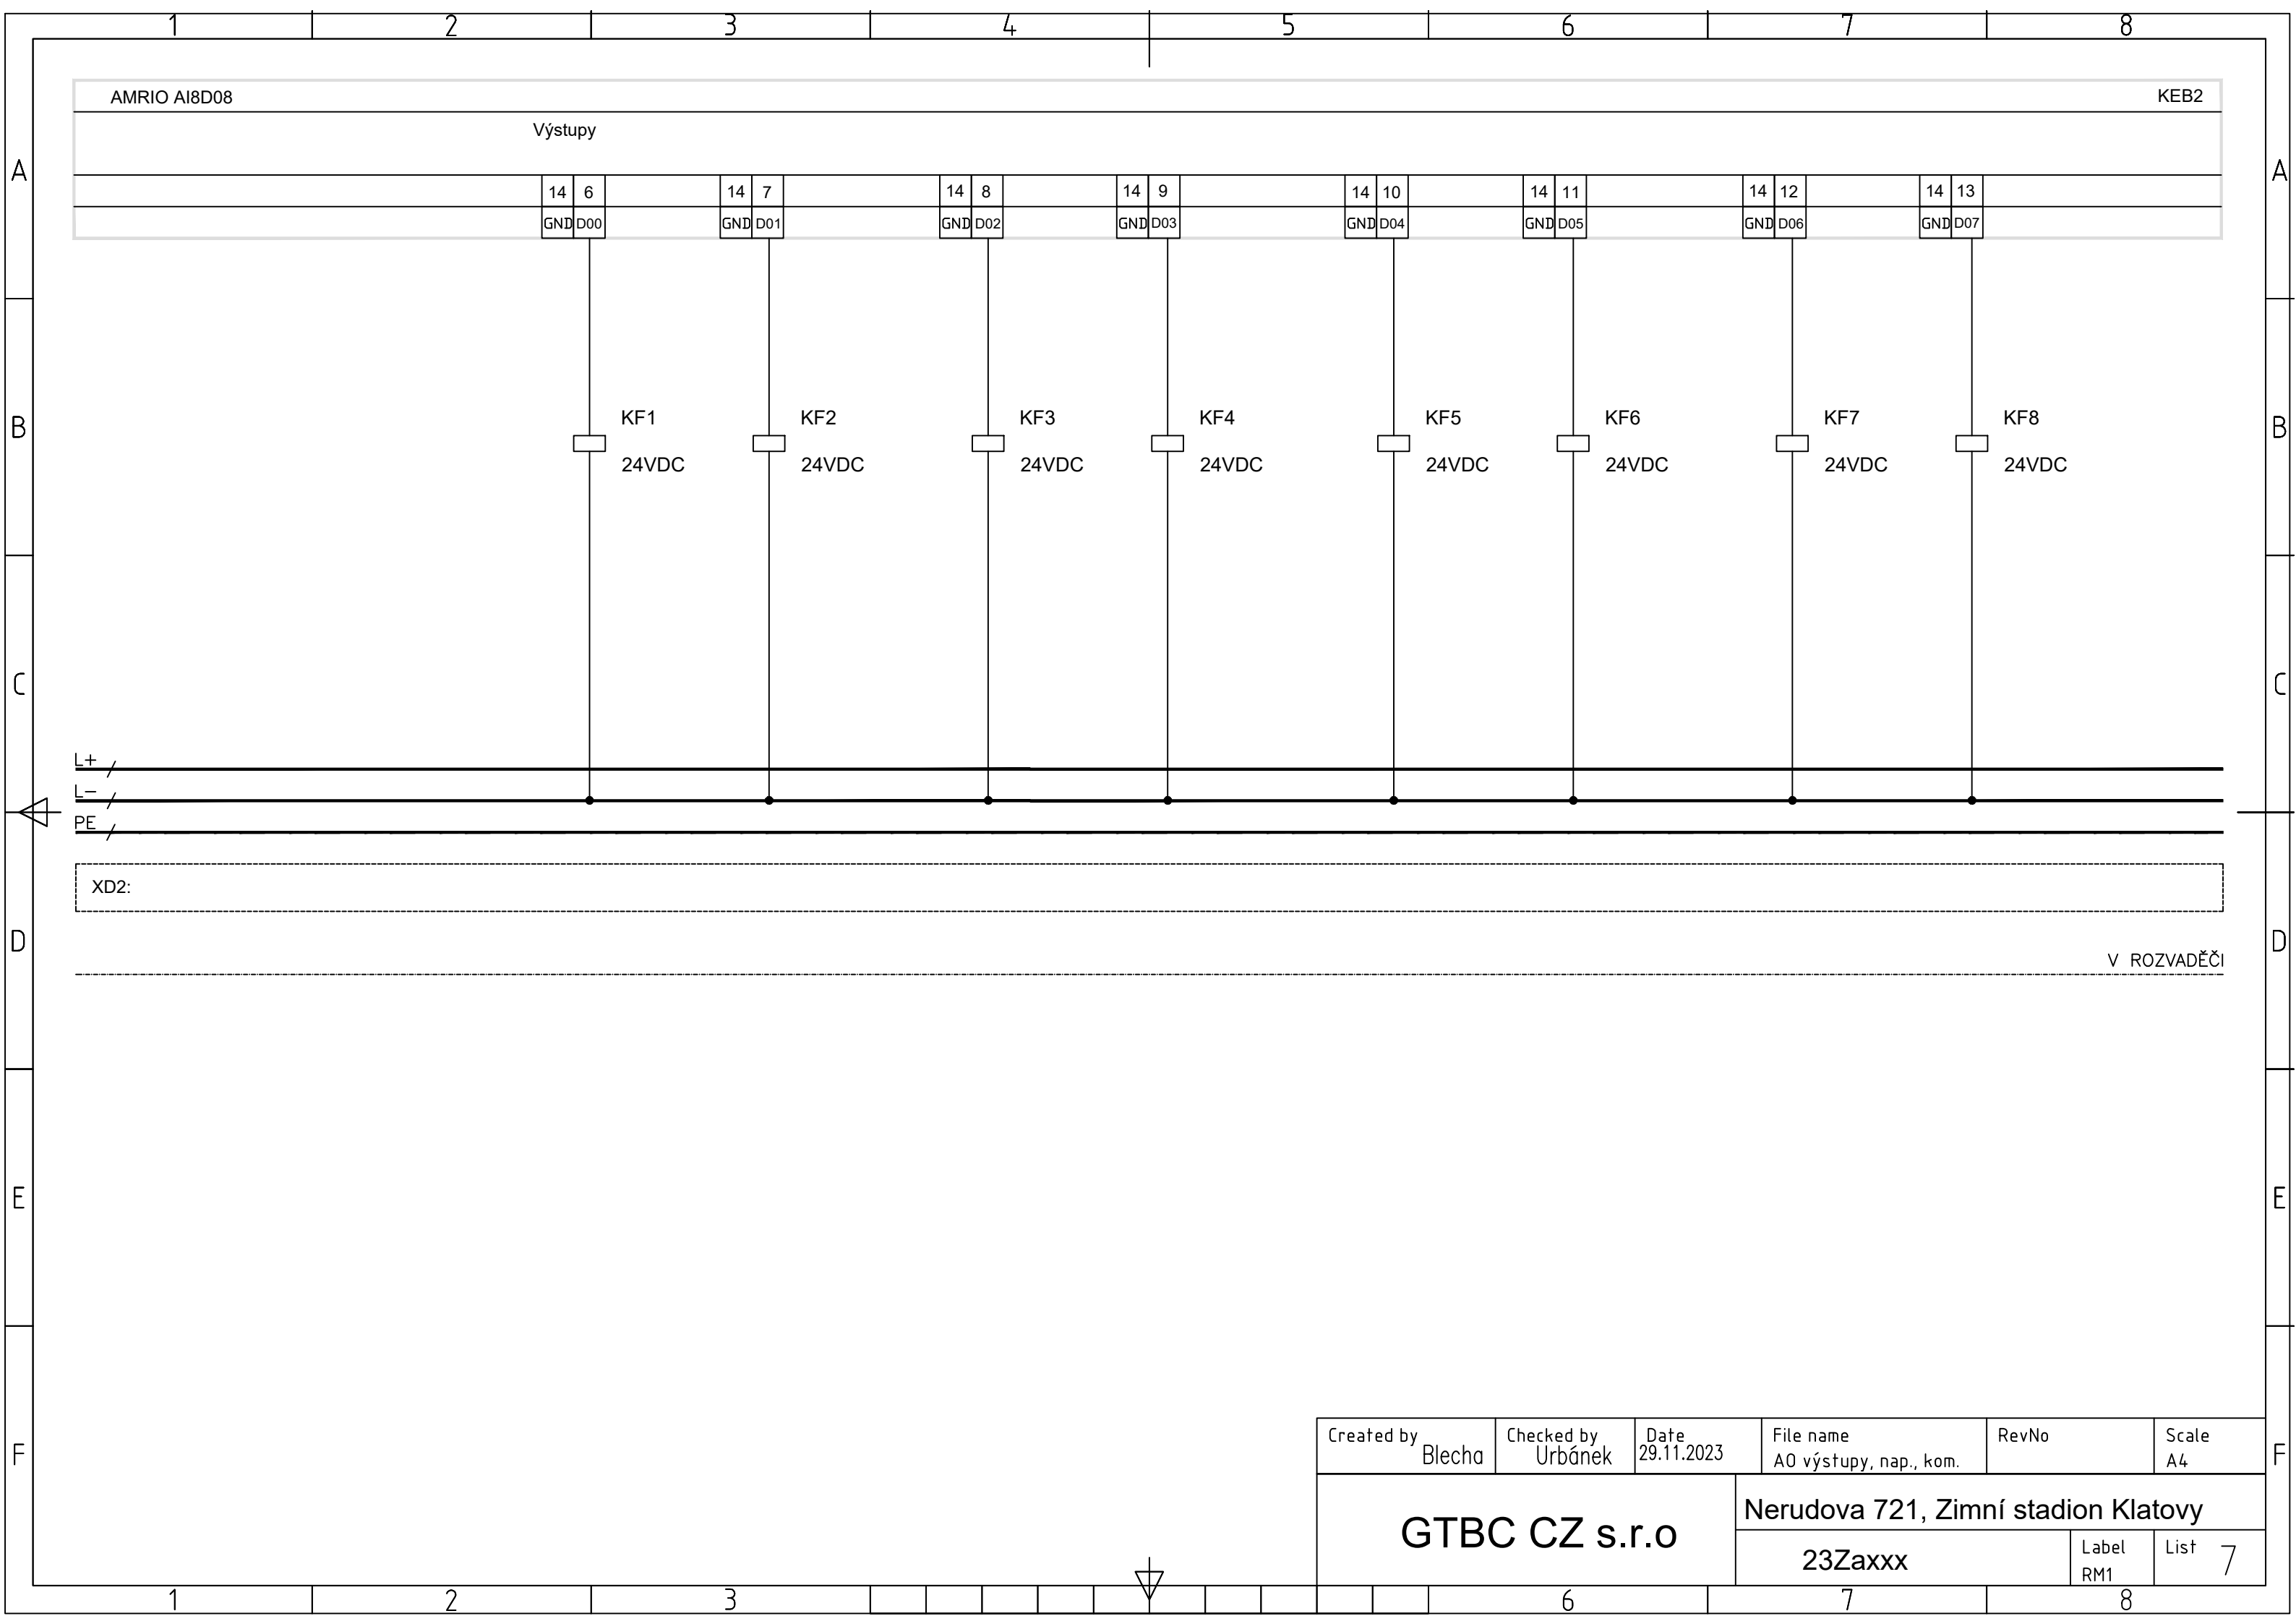 1 2 3 4 5 6 7 8
AMRIO AI8D08 KEB2
Výstupy
A A
14 6 14 7 14 8 14 9 14 10 14 11 14 12 14 13
GND D00 GND D01 GND D02 GND D03 GND D04 GND D05 GND D06 GND D07
B B
KF1 KF2 KF3 KF4 KF5 KF6 KF7 KF8
24VDC 24VDC 24VDC 24VDC 24VDC 24VDC 24VDC 24VDC
C C
L+
L-
PE
XD2:
D D
V ROZVADĚČI
E E
F F
Created by Checked by Date File name RevNo Scale
Blecha Urbánek 29.11.2023 AO výstupy, nap., kom. A4
GTBC CZ s.r.o
Nerudova 721, Zimní stadion Klatovy
23Zaxxx
Label
RM1
List 7
1 2 3 6 7 8